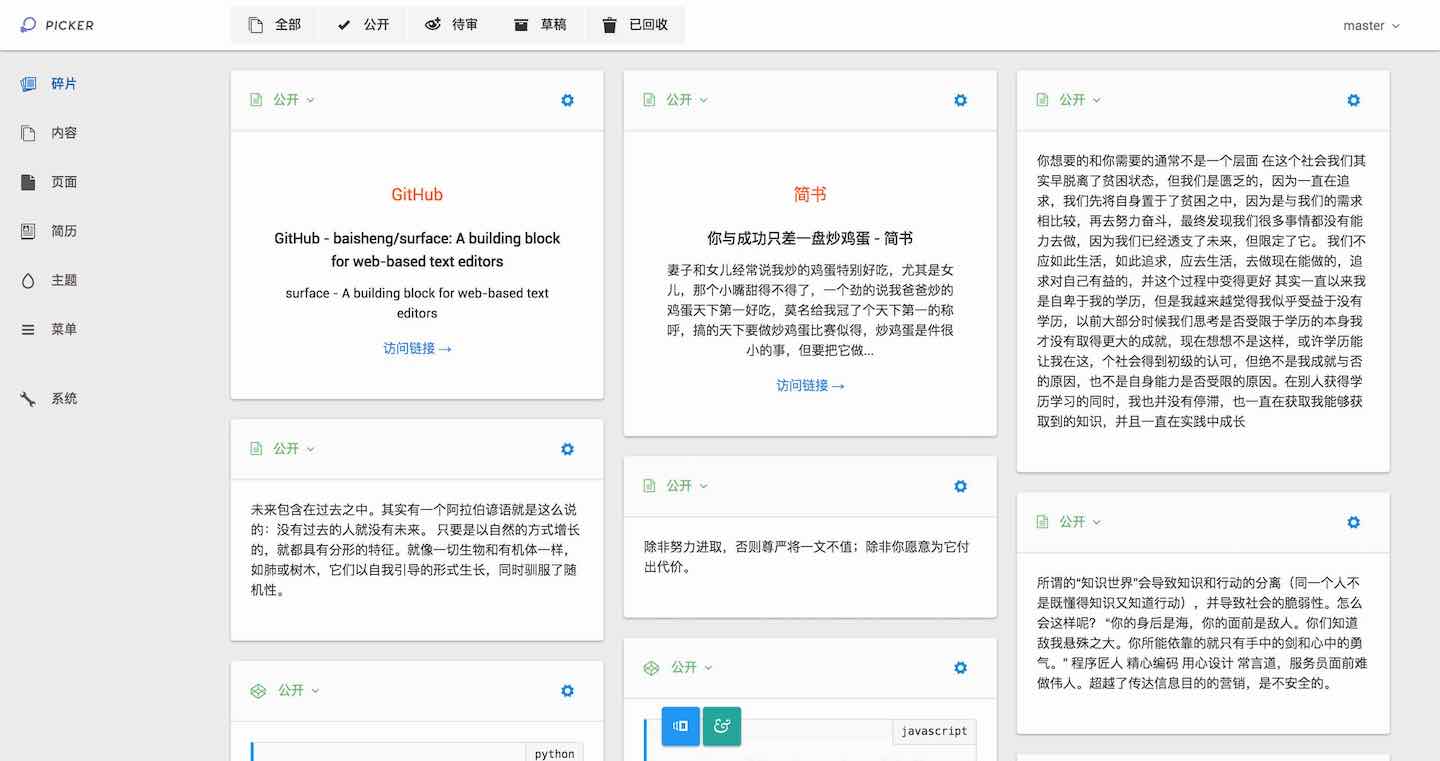 PICKER
全部
公开
待审
草稿
已回收
master
碎片
内容
页面
简历
主题
菜单
系统
公开
GitHub
GitHub - baisheng/surface: A building block
for web-based text editors
surface - A building block for web-based text
editors
访问链接 →
公开
未来包含在过去之中。其实有一个阿拉伯谚语就是这么说
的：没有过去的人就没有未来。 只要是以自然的方式增长
的，就都具有分形的特征。就像一切生物和有机体一样，
如肺或树木，它们以自我引导的形式生长，同时驯服了随
机性。
公开
python
公开
简书
你与成功只差一盘炒鸡蛋 - 简书
妻子和女儿经常说我炒的鸡蛋特别好吃，尤其是女
儿，那个小嘴甜得不得了，一个劲的说我爸爸炒的
鸡蛋天下第一好吃，莫名给我冠了个天下第一的称
呼，搞的天下要做炒鸡蛋比赛似得，炒鸡蛋是件很
小的事，但要把它做...
访问链接 →
公开
除非努力进取，否则尊严将一文不值；除非你愿意为它付
出代价。
公开
javascript
公开
你想要的和你需要的通常不是一个层面 在这个社会我们其
实早脱离了贫困状态，但我们是匮乏的，因为一直在追
求，我们先将自身置于了贫困之中，因为是与我们的需求
相比较，再去努力奋斗，最终发现我们很多事情都没有能
力去做，因为我们已经透支了未来，但限定了它。 我们不
应如此生活，如此追求，应去生活，去做现在能做的，追
求对自己有益的，并这个过程中变得更好 其实一直以来我
是自卑于我的学历，但是我越来越觉得我似乎受益于没有
学历，以前大部分时候我们思考是否受限于学历的本身我
才没有取得更大的成就，现在想想不是这样，或许学历能
让我在这，个社会得到初级的认可，但绝不是我成就与否
的原因，也不是自身能力是否受限的原因。在别人获得学
历学习的同时，我也并没有停滞，也一直在获取我能够获
取到的知识，并且一直在实践中成长
公开
所谓的“知识世界”会导致知识和行动的分离（同一个人不
是既懂得知识又知道行动），并导致社会的脆弱性。怎么
会这样呢？ “你的身后是海，你的面前是敌人。你们知道
敌我悬殊之大。你所能依靠的就只有手中的剑和心中的勇
气。” 程序匠人 精心编码 用心设计 常言道，服务员面前难
做伟人。超越了传达信息目的的营销，是不安全的。